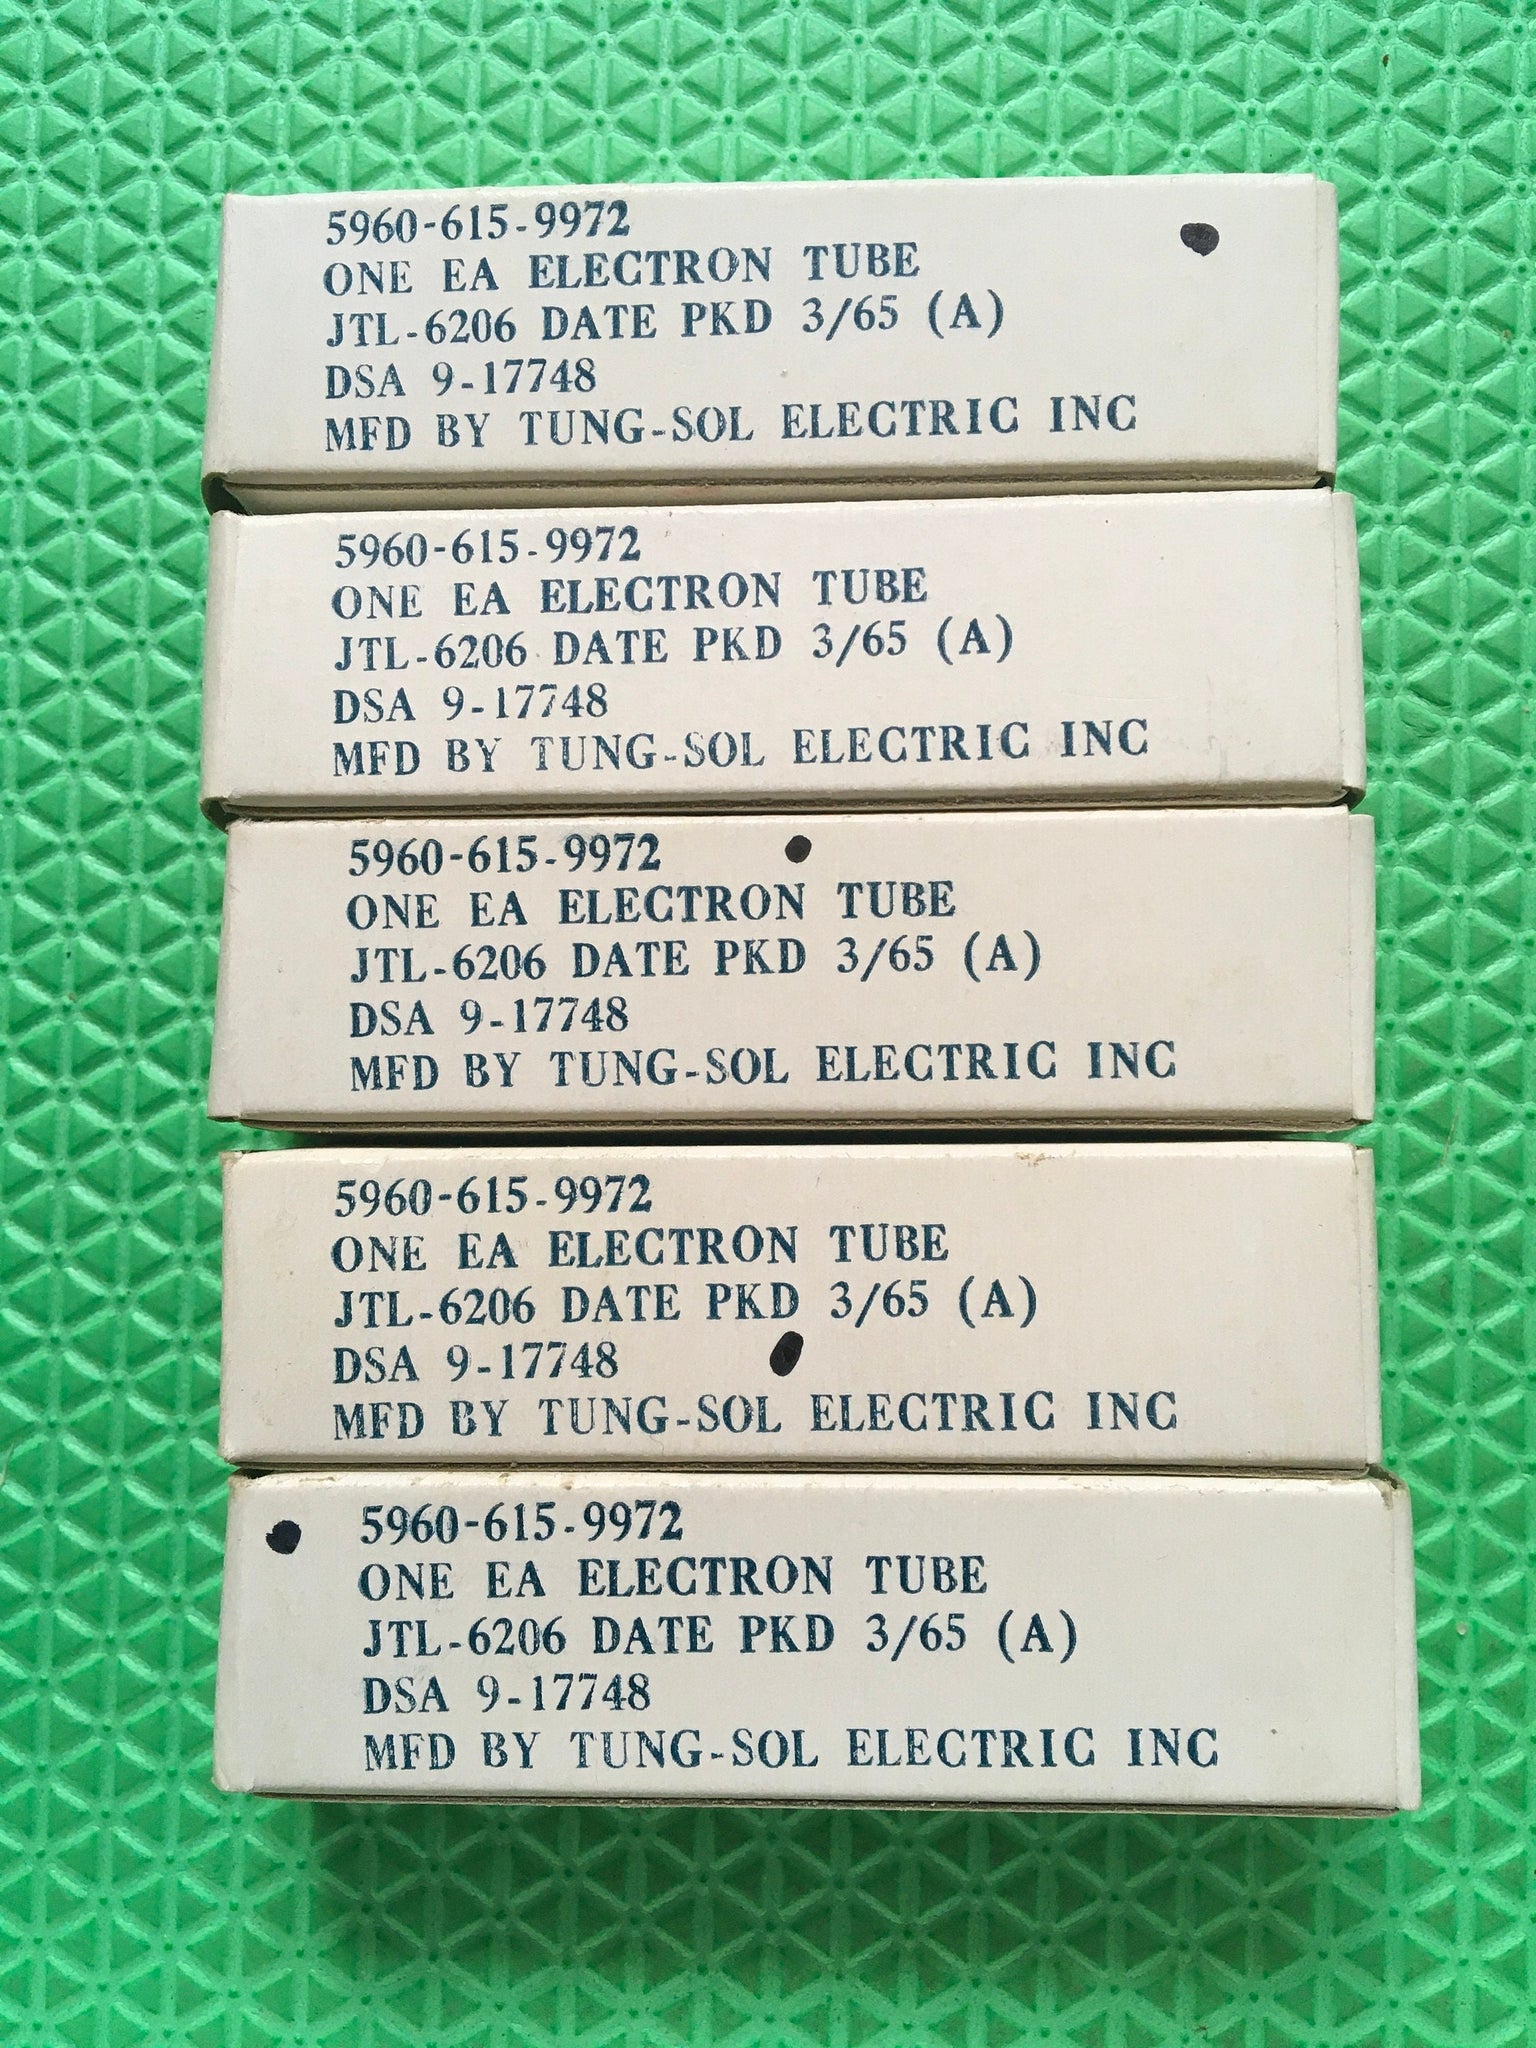 5960-615-9972
ONE EA ELECTRON TUBE
JTL-6206 DATE PKD 3/65 (A)
DSA 9-17748
MFD BY TUNG-SOL ELECTRIC INC
5960-615-9972
ONE EA ELECTRON TUBE
JTL-6206 DATE PKD 3/65 (A)
DSA 9-17748
MFD BY TUNG-SOL ELECTRIC INC
5960-615-9972
ONE EA ELECTRON TUBE
JTL-6206 DATE PKD 3/65 (A)
DSA 9-17748
MFD BY TUNG-SOL ELECTRIC INC
5960-615-9972
ONE EA ELECTRON TUBE
JTL-6206 DATE PKD 3/65 (A)
DSA 9-17748
MFD BY TUNG-SOL ELECTRIC INC
5960-615-9972
ONE EA ELECTRON TUBE
JTL-6206 DATE PKD 3/65 (A)
DSA 9-17748
MFD BY TUNG-SOL ELECTRIC INC